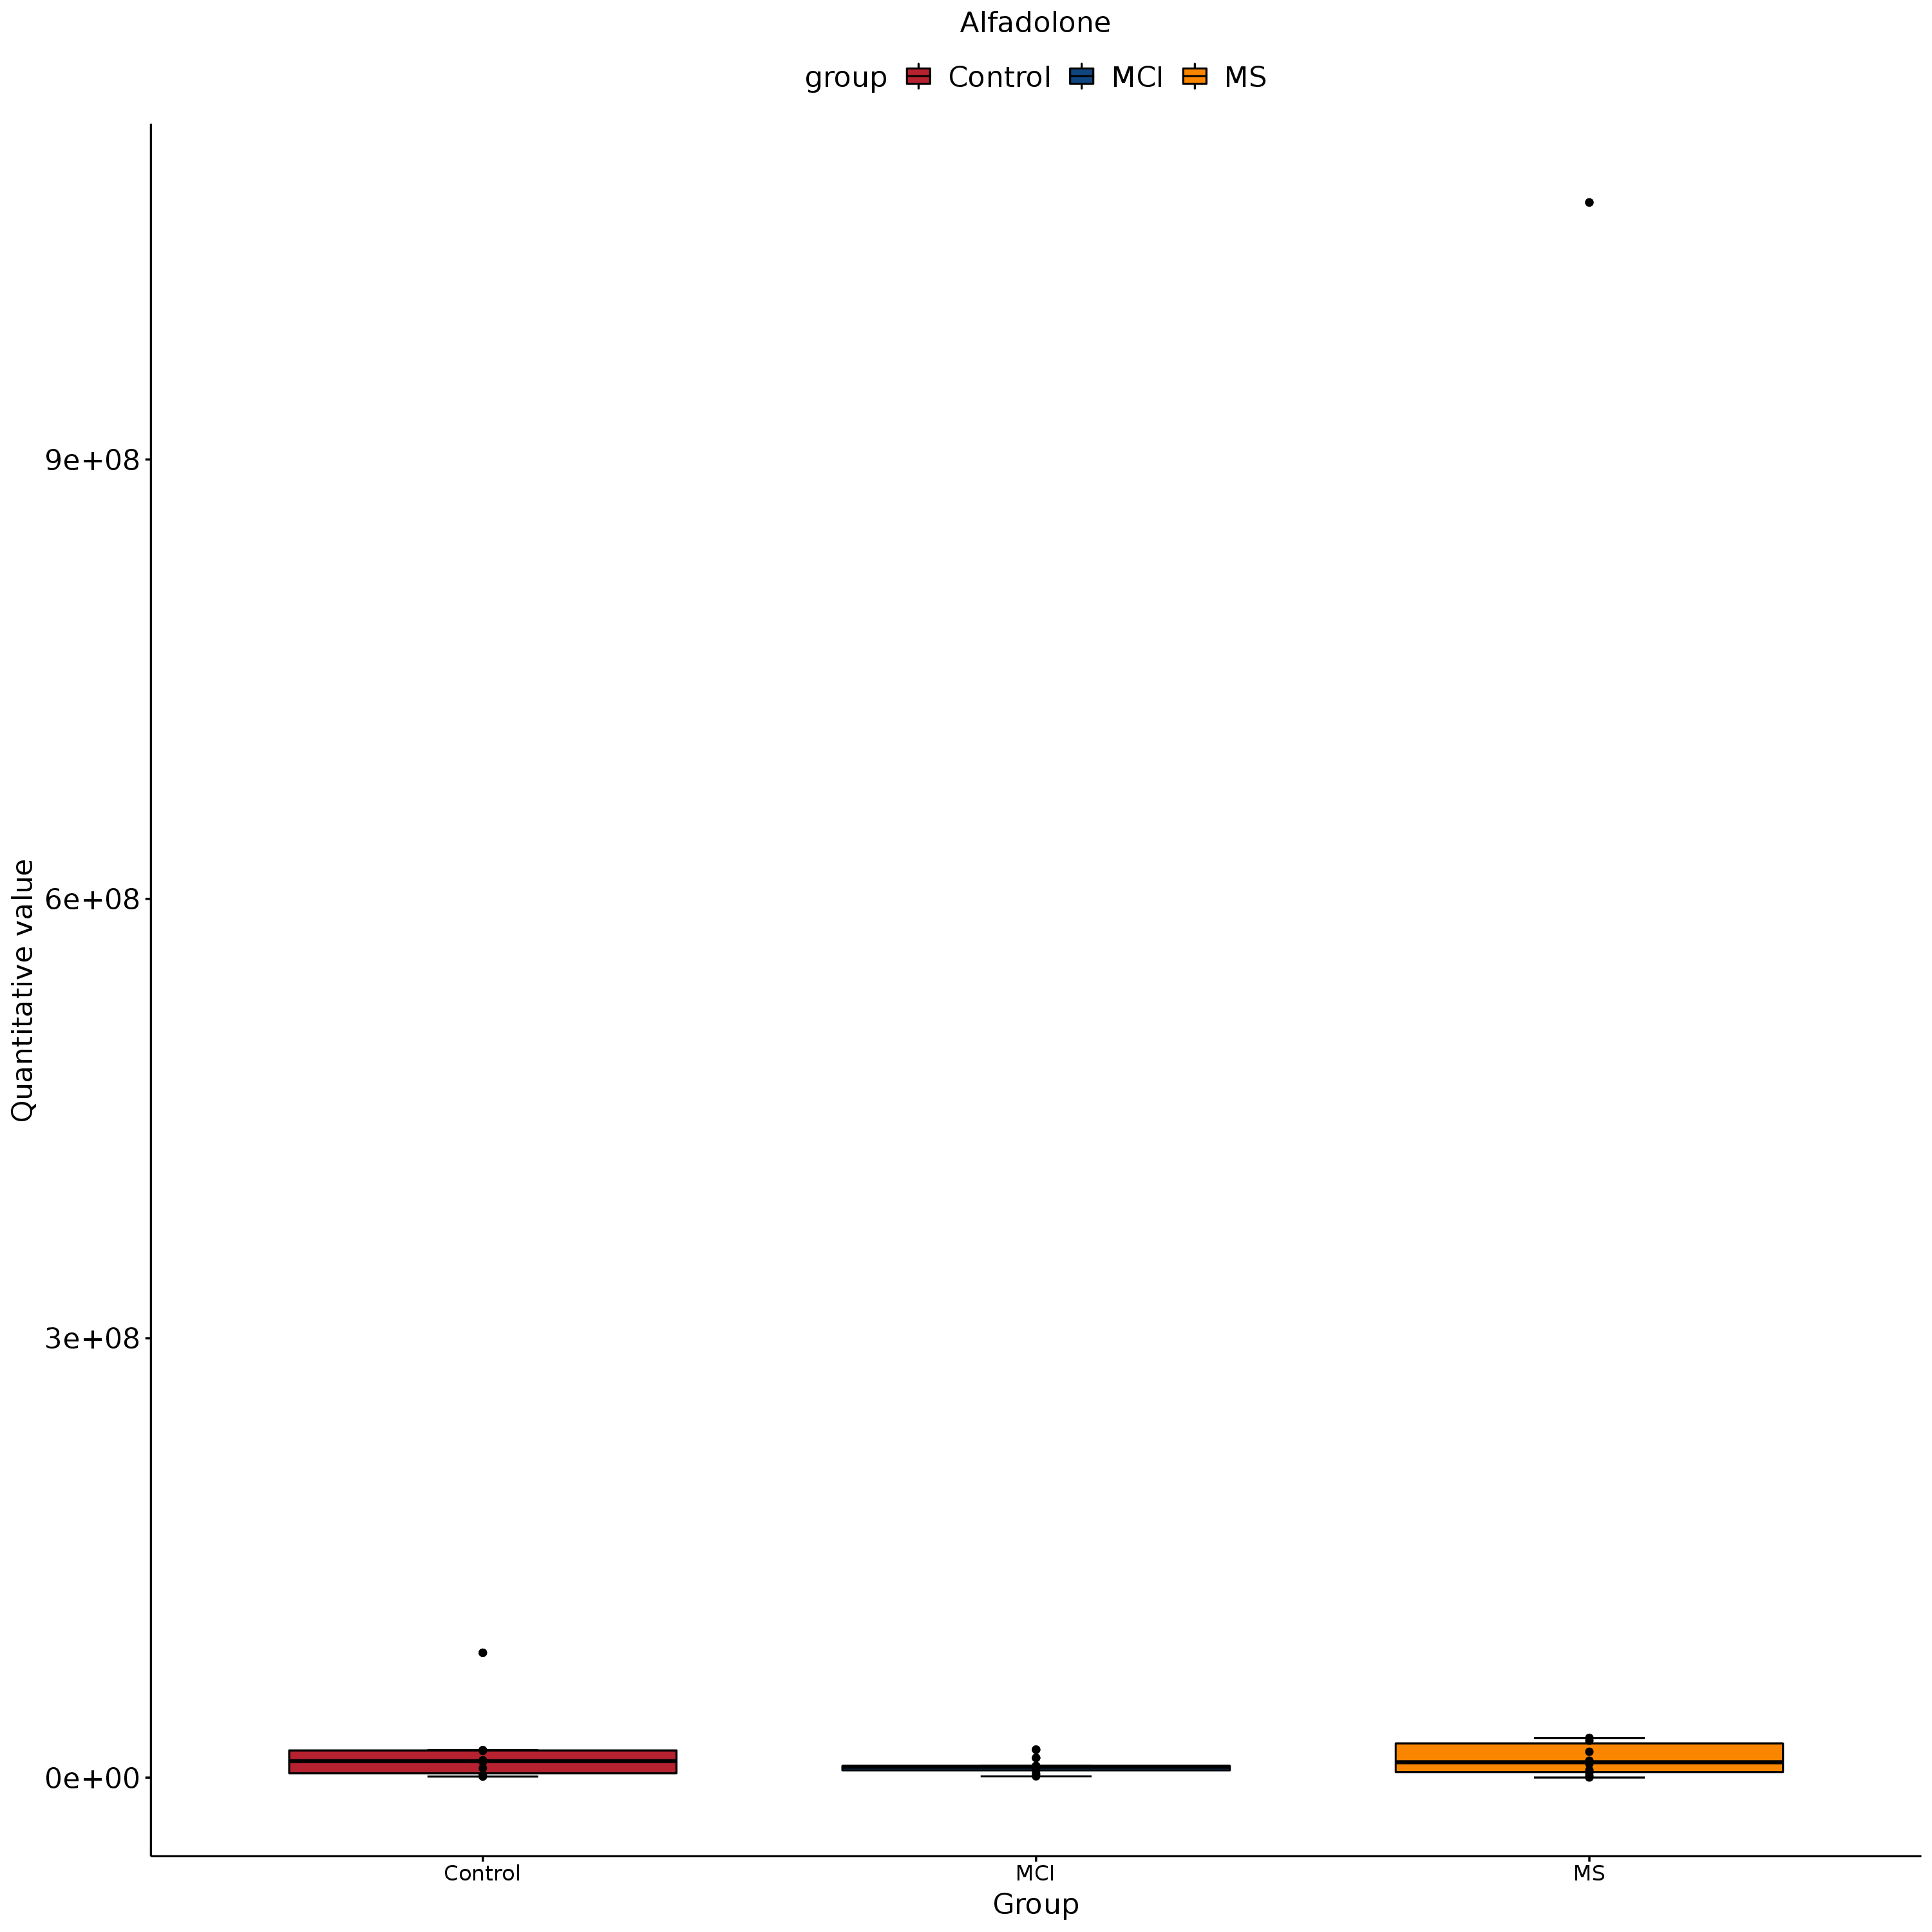 Alfadolone
group Control MCI MS
Quantitative value
9e+08
6e+08
3e+08
0e+00
Control MCI MS
Group